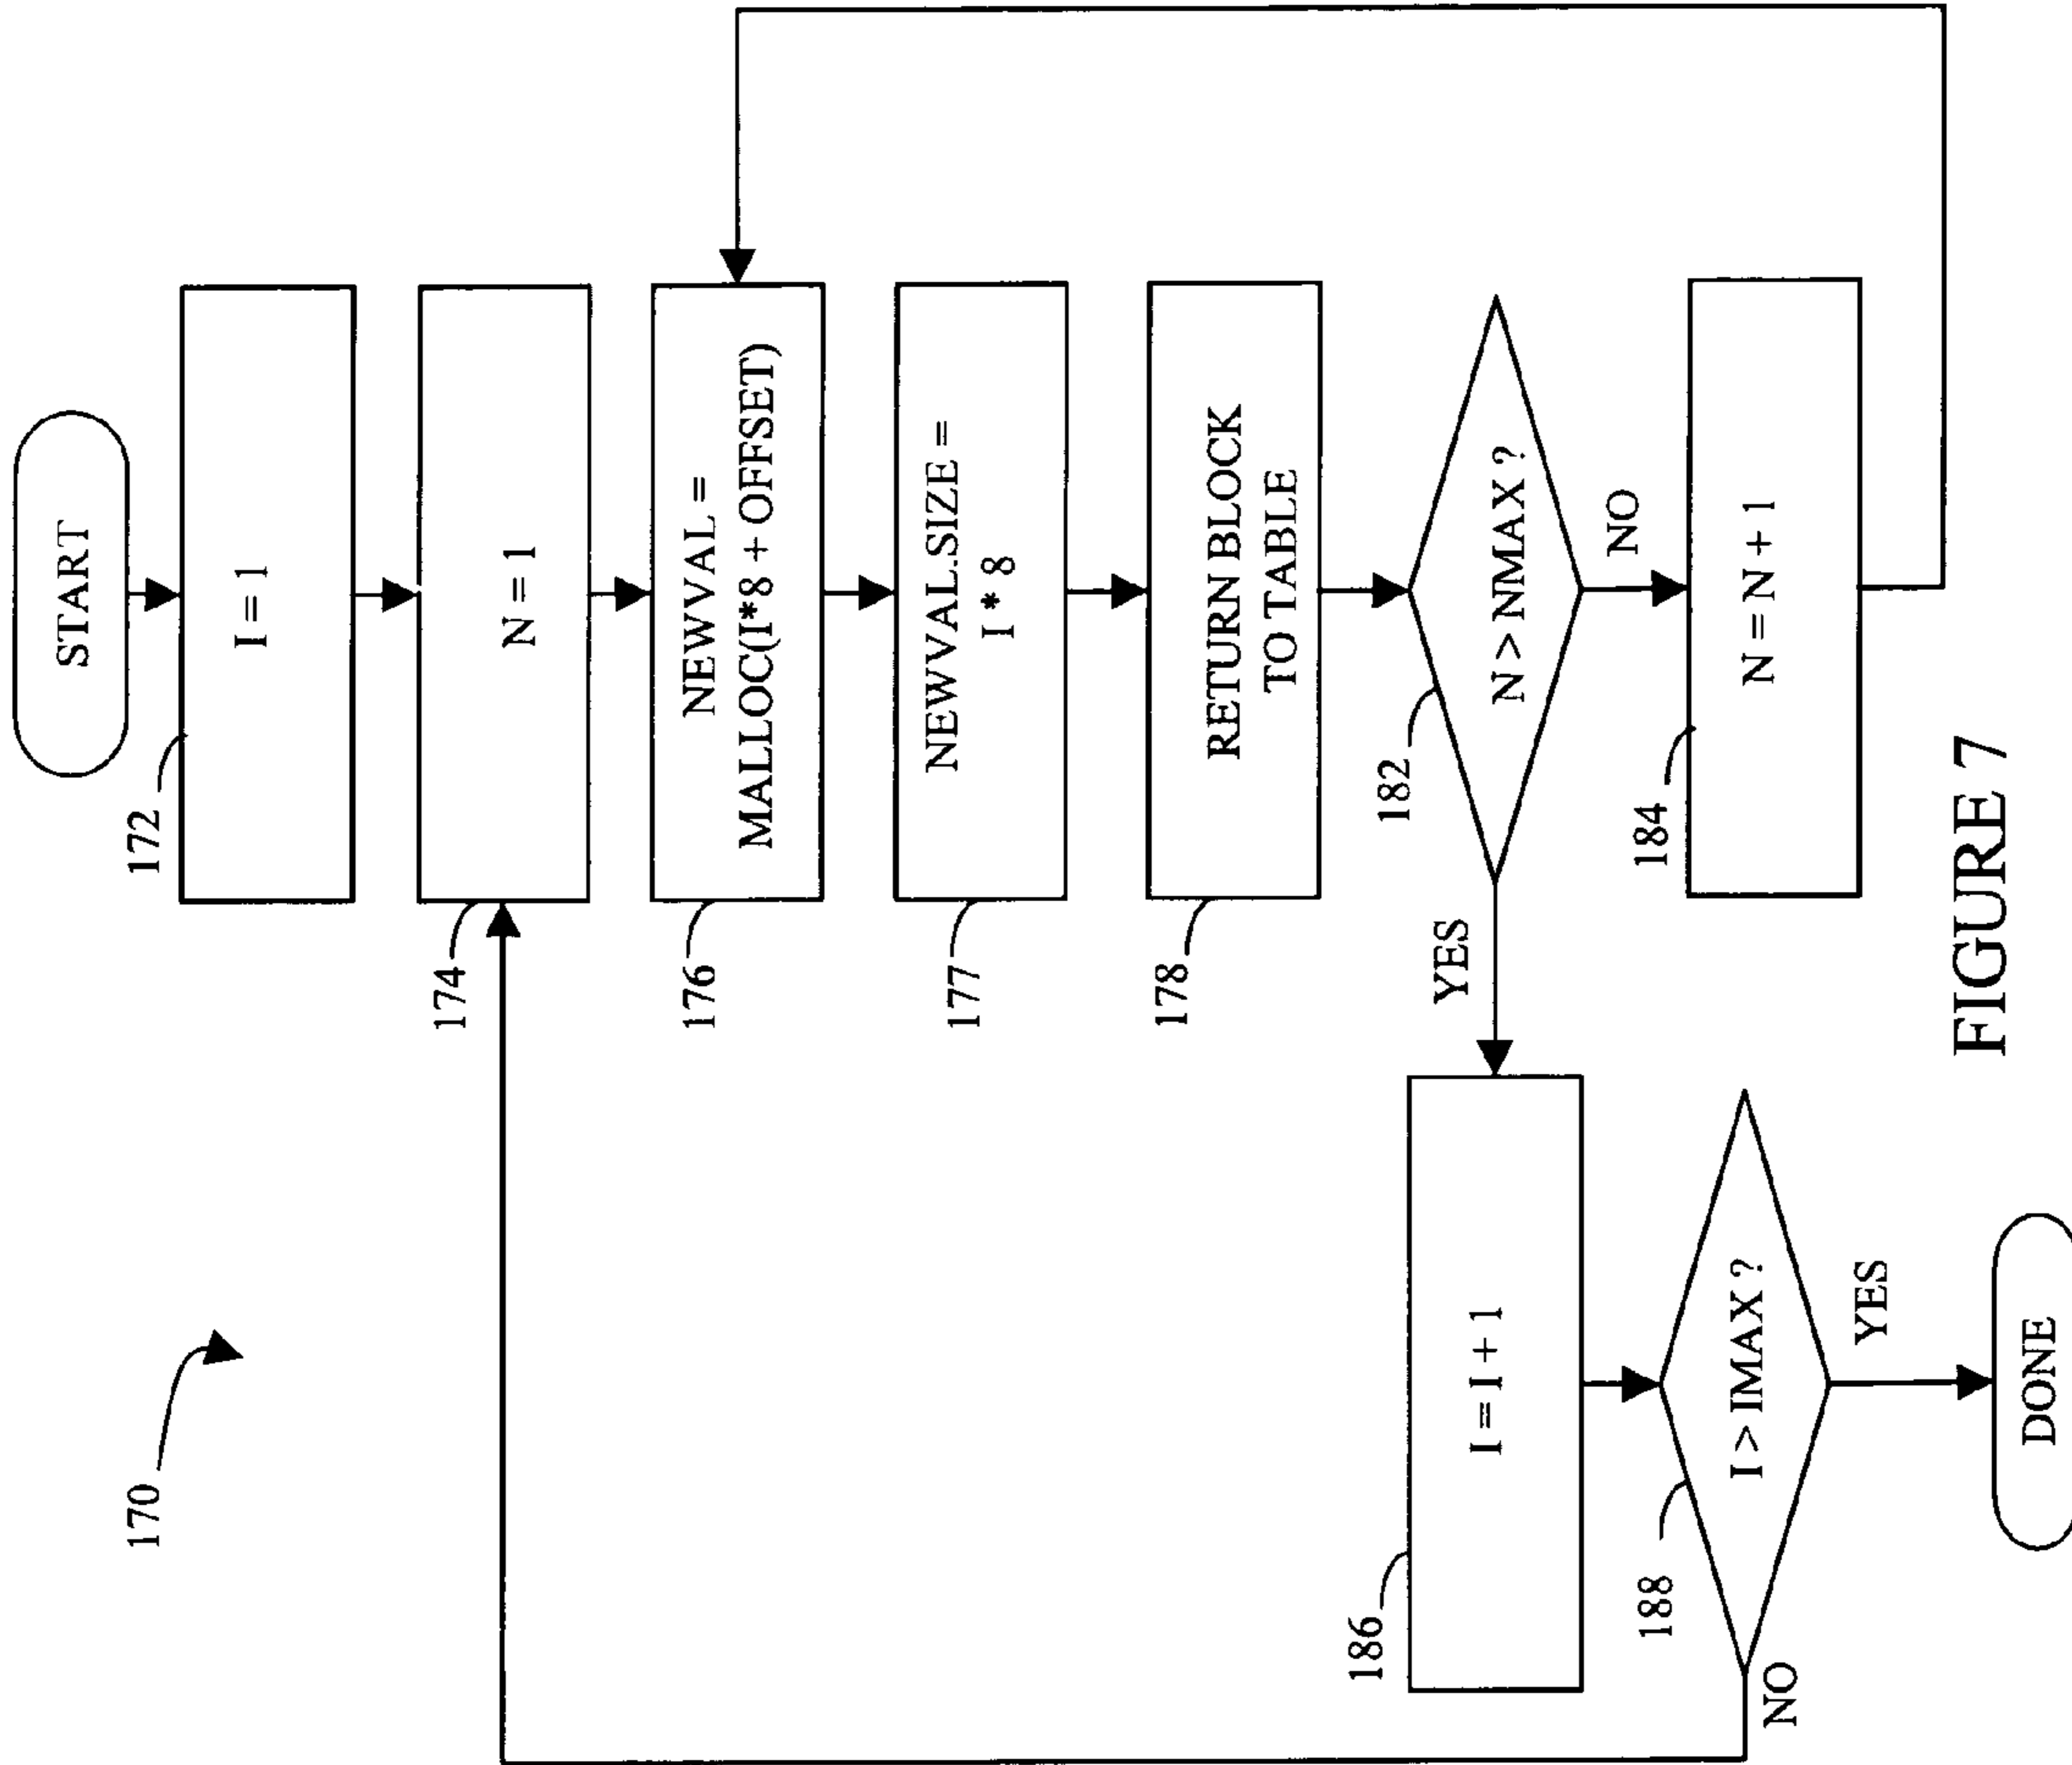 170
START
172
I = 1
174
N = 1
176
NEWVAL =
MALLOC(I*8 + OFFSET)
177
NEWVAL.SIZE =
I * 8
178
RETURN BLOCK
TO TABLE
182
N > NMAX ?
YES
NO
184
N = N + 1
186
I = I + 1
188
I > IMAX ?
NO
YES
DONE
FIGURE 7